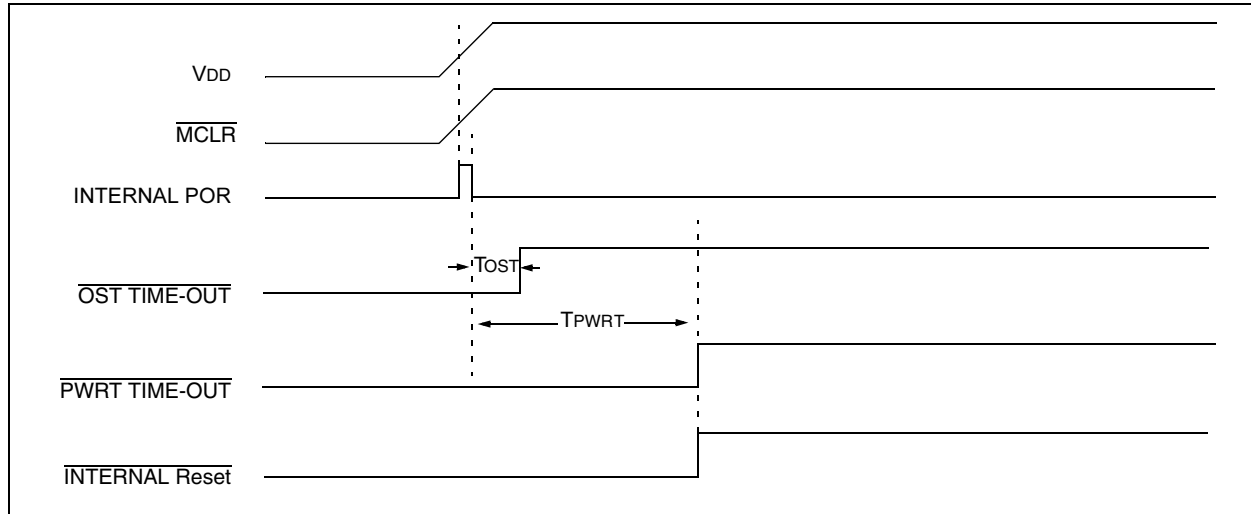 VDD
MCLR
INTERNAL POR
TOST
OST TIME-OUT
TPWRT
PWRT TIME-OUT
INTERNAL Reset